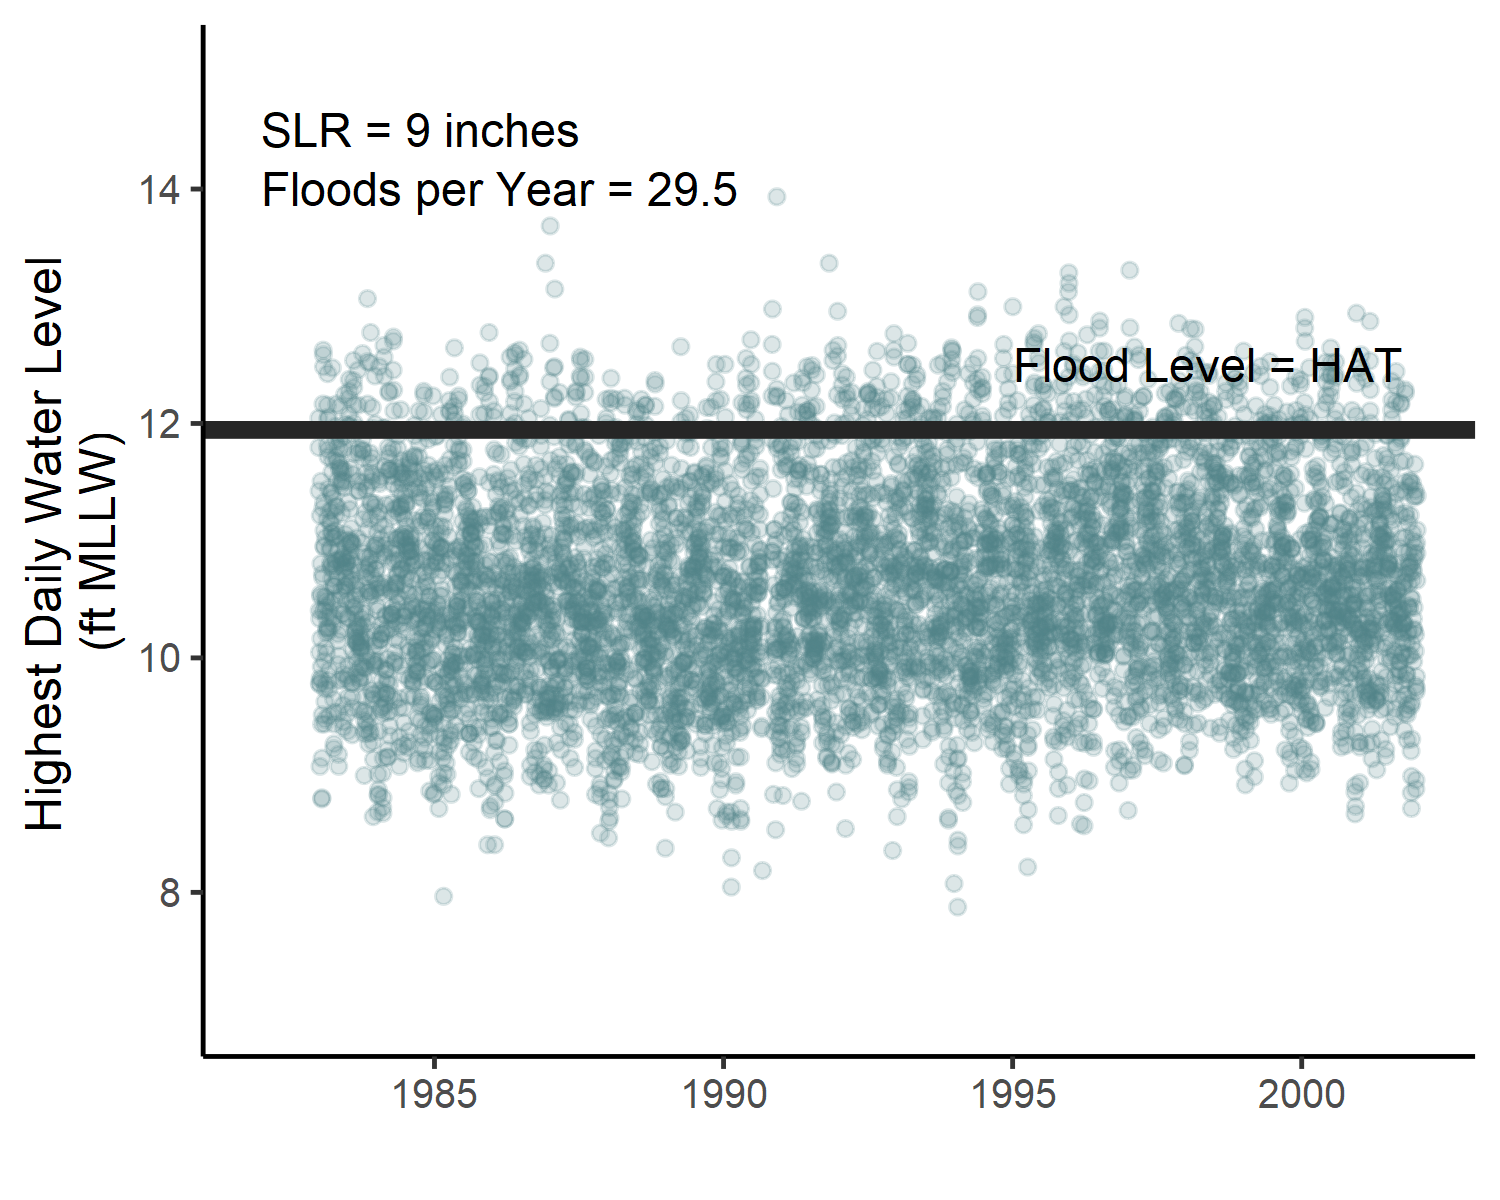 SLR = 9 inches
Floods per Year = 29.5
Flood Level = HAT
Highest Daily Water Level
(ft MLLW)
14
12
10
8
1985
1990
1995
2000